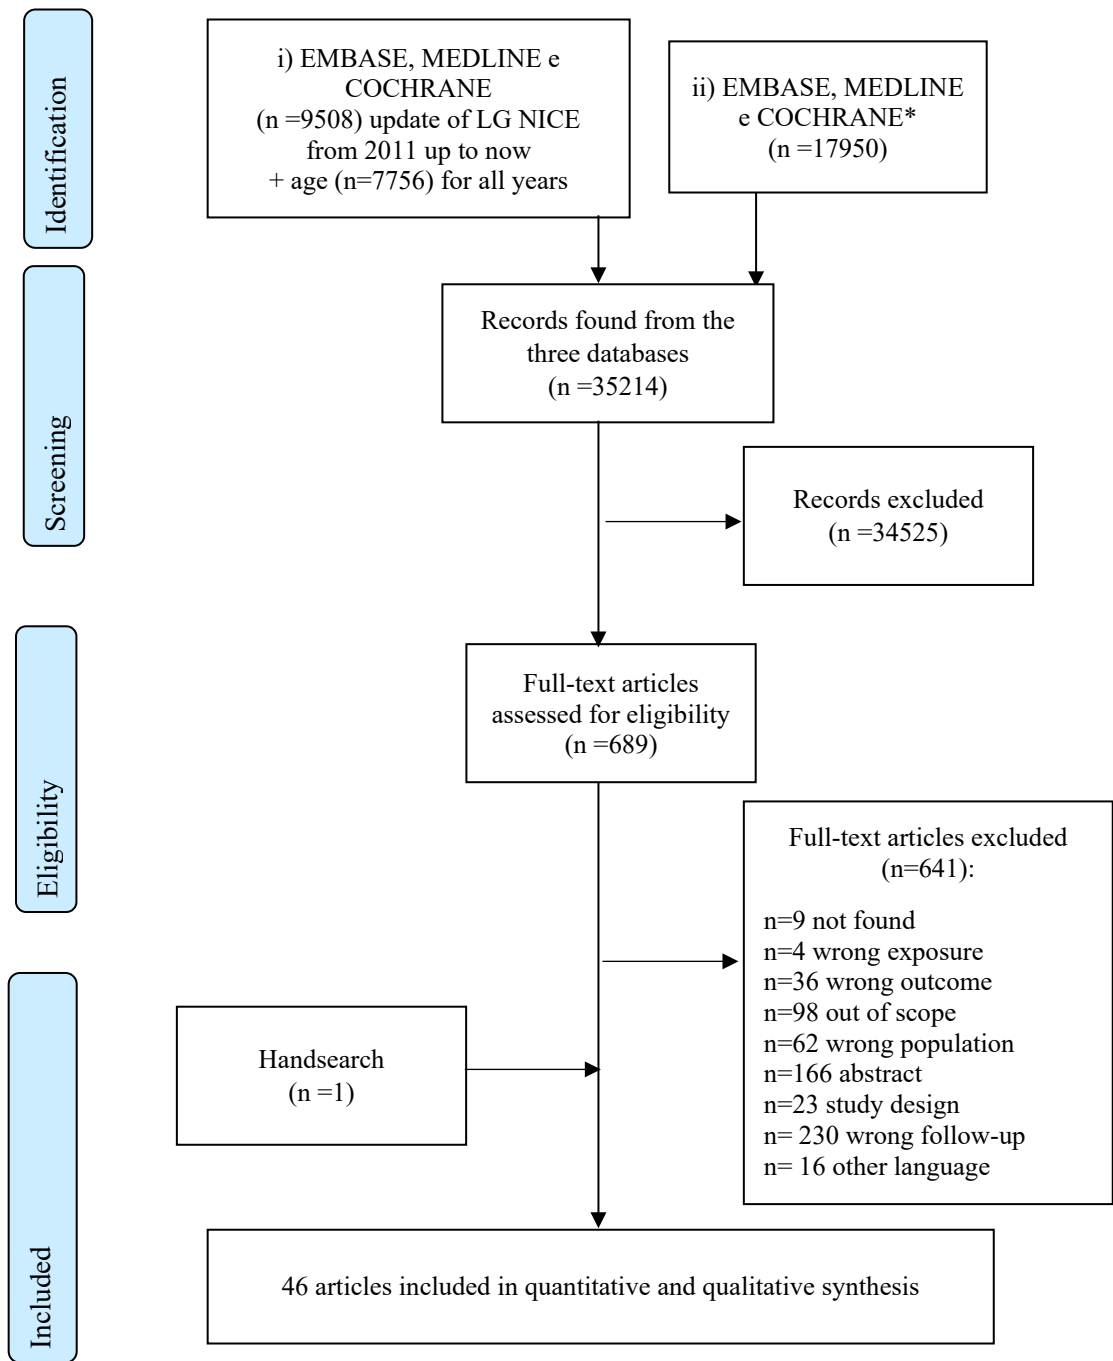 Identification
i) EMBASE, MEDLINE e
COCHRANE
(n =9508) update of LG NICE
from 2011 up to now
+ age (n=7756) for all years
ii) EMBASE, MEDLINE
e COCHRANE*
(n =17950)
Screening
Records found from the
three databases
(n =35214)
Records excluded
(n =34525)
Eligibility
Full-text articles
assessed for eligibility
(n =689)
Full-text articles excluded
(n=641):
n=9 not found
n=4 wrong exposure
n=36 wrong outcome
n=98 out of scope
n=62 wrong population
n=166 abstract
n=23 study design
n= 230 wrong follow-up
n= 16 other language
Included
Handsearch
(n =1)
46 articles included in quantitative and qualitative synthesis